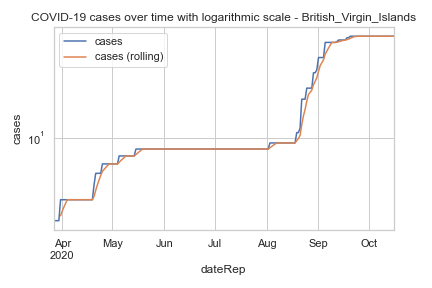 COVID-19 cases over time with logarithmic scale - British_Virgin_Islands
cases
cases (rolling)
cases
10¹
Apr
2020
May
Jun
Jul
Aug
Sep
Oct
dateRep